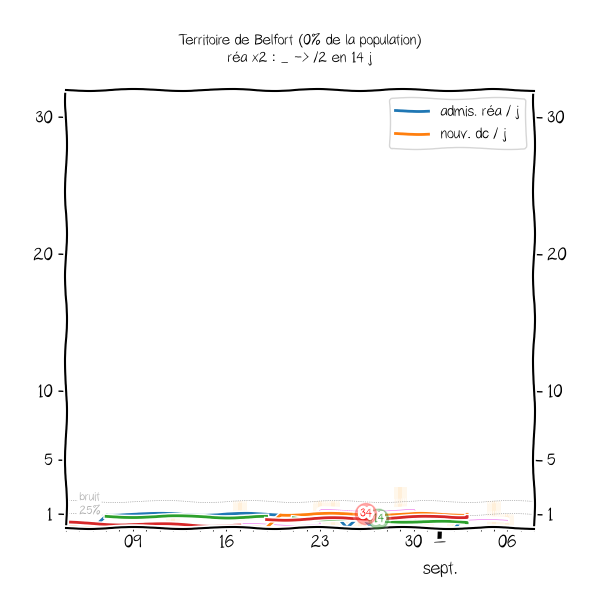 Territoire de Belfort (0% de la population)
réa x2 : _ -> /2 en 14 j
admis. réa / j
nouv. dc / j
30 30
20 20
10 10
5 5
bruit
25%
1 1
34
14
09 16 23 30 06
sept.